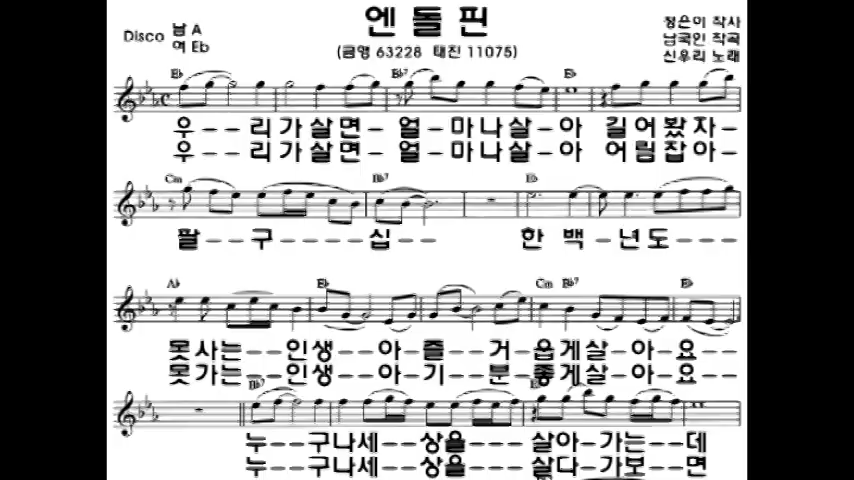 엔돌핀
Disco 남 A
여 Eb
(금영 63228 태진 11075)
정은이 작사
남국인 작곡
신우리 노래
Eb Bb7 Eb
우---리가살면-얼-마나살-아 길어봤자-
우---리가살면-얼-마나살-아 어림잡아-
Cm Bb7 Eb
팔--구----십 한백-년도----
Ab Eb Cm Bb7 Eb
못사는--인생--아-즐--거-웁게살-아-요--
못가는--인생--아-기--분-좋게살-아-요--
Bb7 Eb
누---구나세--상을--- 살아-가는--데
누---구나세--상을--- 살다-가보--면